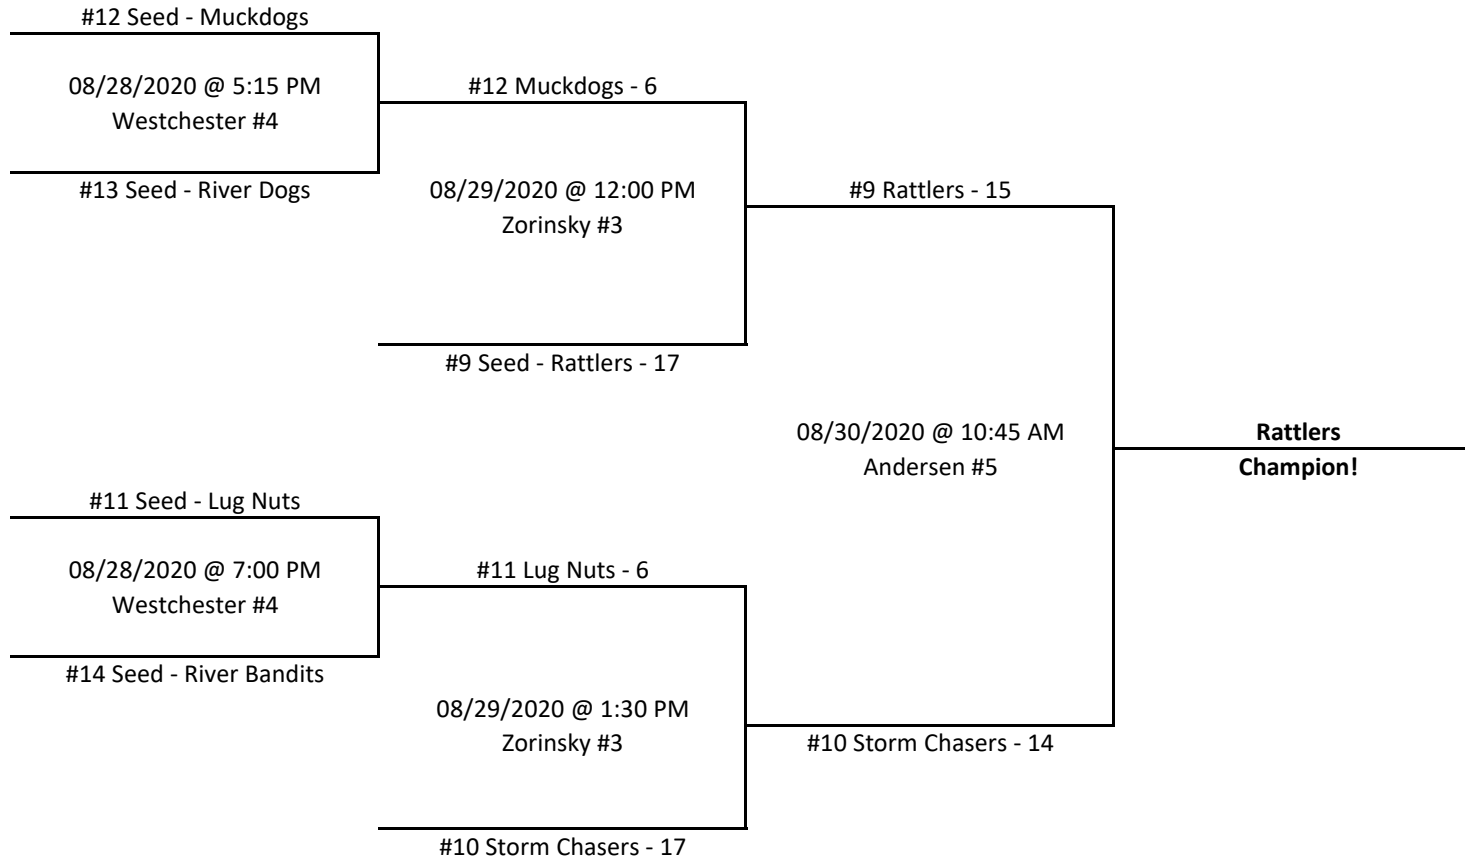 #12 Seed - Muckdogs
08/28/2020 @ 5:15 PM
Westchester #4
#13 Seed - River Dogs
#12 Muckdogs - 6
08/29/2020 @ 12:00 PM
Zorinsky #3
#9 Seed - Rattlers - 17
#9 Rattlers - 15
08/30/2020 @ 10:45 AM
Andersen #5
Rattlers
Champion!
#11 Seed - Lug Nuts
08/28/2020 @ 7:00 PM
Westchester #4
#14 Seed - River Bandits
#11 Lug Nuts - 6
08/29/2020 @ 1:30 PM
Zorinsky #3
#10 Storm Chasers - 17
#10 Storm Chasers - 14